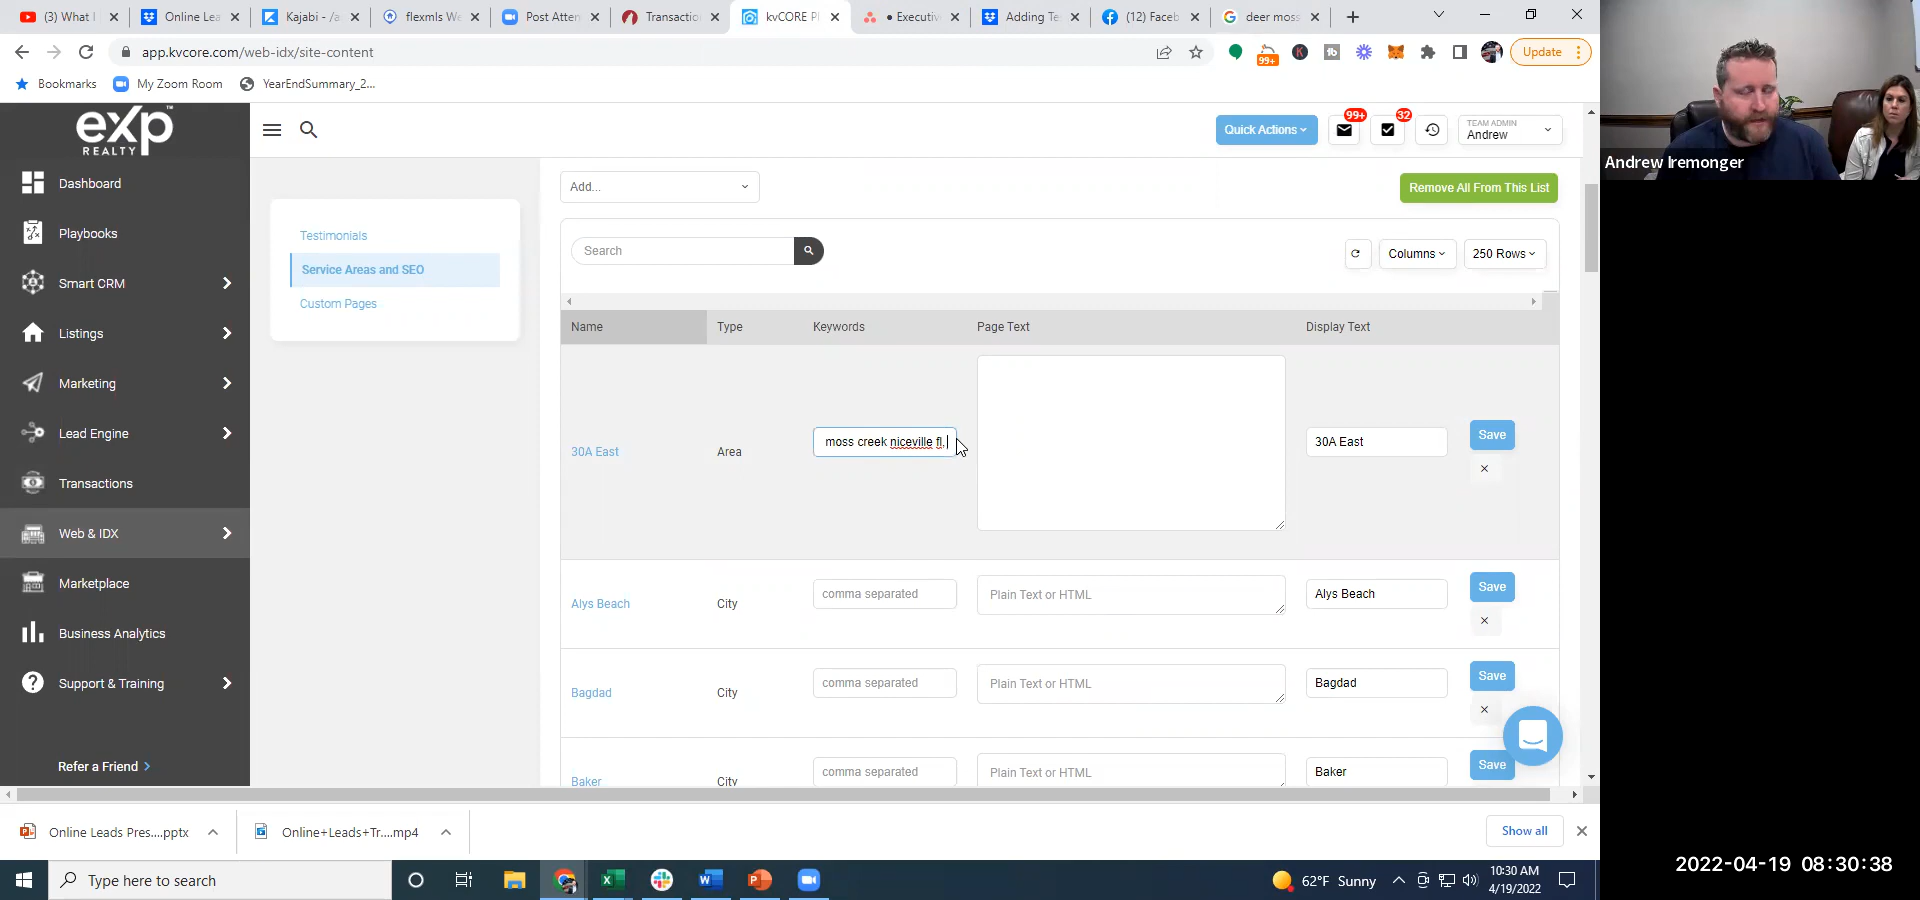 (3) What I
Online Lea
Kajabi - /a
flexmls We
Post Atten
Transactio
kvCORE Pl
● Executiv
Adding Te
(12) Faceb
deer moss
app.kvcore.com/web-idx/site-content
99+
Update
Bookmarks
My Zoom Room
YearEndSummary_2...
eXp
REALTY
Quick Actions
99+
32
TEAM ADMIN
Andrew
Andrew Iremonger
Dashboard
Playbooks
Smart CRM
Listings
Marketing
Lead Engine
Transactions
Web & IDX
Marketplace
Business Analytics
Support & Training
Refer a Friend
Testimonials
Service Areas and SEO
Custom Pages
Add...
Remove All From This List
Search
Columns
250 Rows
Name Type Keywords Page Text Display Text
30A East Area moss creek niceville fl, 30A East Save
Alys Beach City comma separated Plain Text or HTML Alys Beach Save
Bagdad City comma separated Plain Text or HTML Bagdad Save
Baker City comma separated Plain Text or HTML Baker Save
Online Leads Pres....pptx
Online+Leads+Tr....mp4
Show all
Type here to search
62°F Sunny
10:30 AM
4/19/2022
2022-04-19 08:30:38